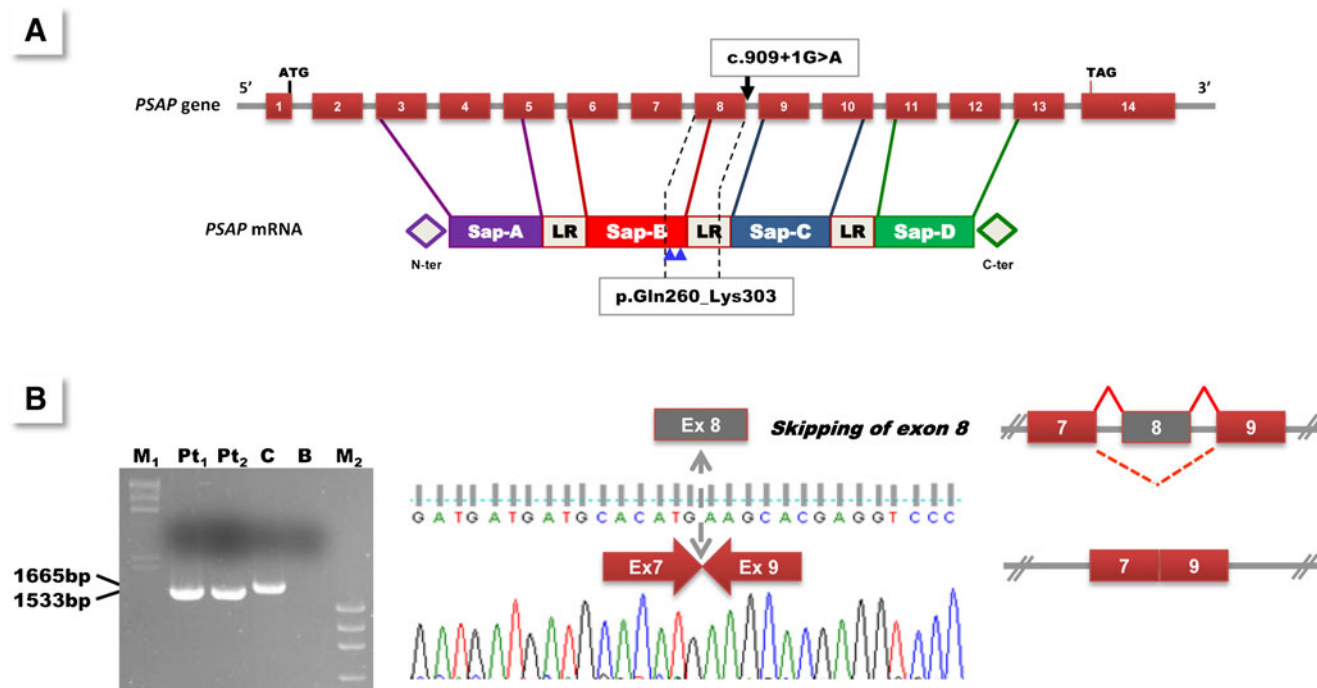 A
c.909+1G>A
5’ ATG TAG 3’
PSAP gene 1 2 3 4 5 6 7 8 9 10 11 12 13 14
PSAP mRNA Sap-A LR Sap-B LR Sap-C LR Sap-D
N-ter C-ter
p.Gln260_Lys303
B
M1 Pt1 Pt2 C B M2
1665bp
1533bp
Ex 8 Skipping of exon 8
GATGATGATGCACATGAAGCACGAGGTCCC
Ex7 Ex 9
7 8 9
7 9